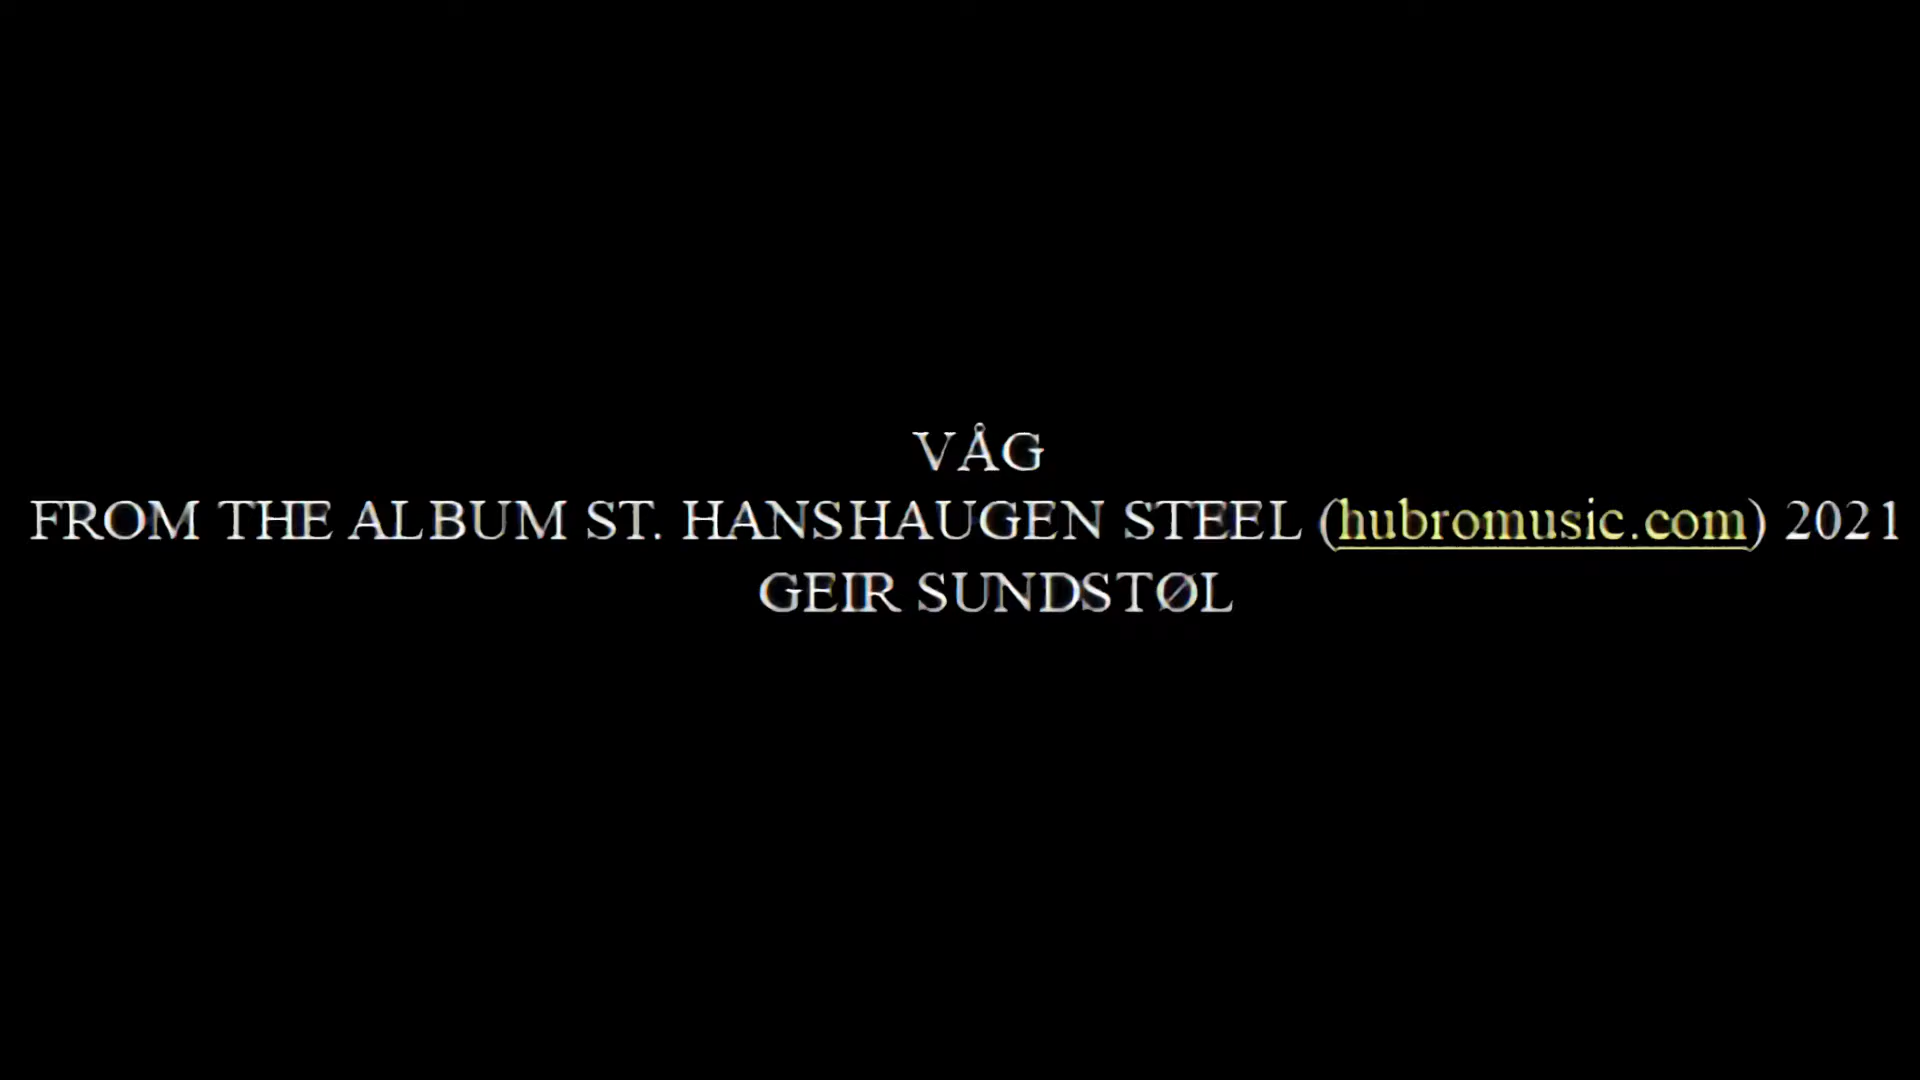 VÅG
FROM THE ALBUM ST. HANSHAUGEN STEEL (hubromusic.com) 2021
GEIR SUNDSTØL